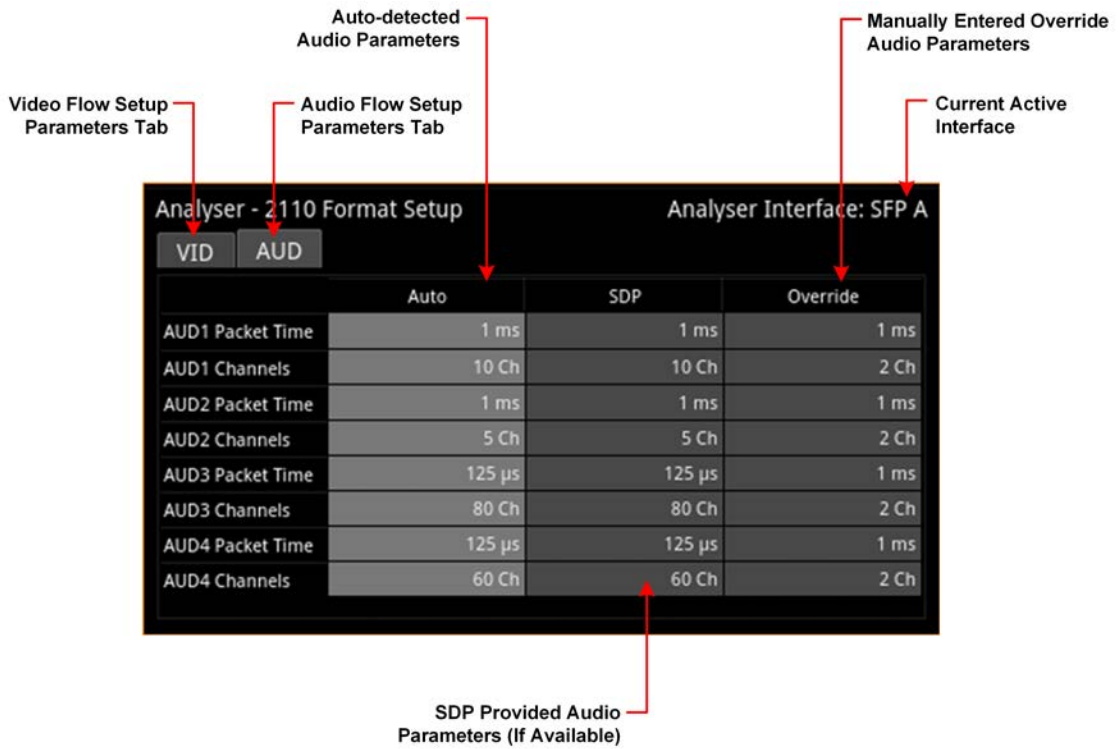 Auto-detected
Audio Parameters
Manually Entered Override
Audio Parameters
Video Flow Setup
Parameters Tab
Audio Flow Setup
Parameters Tab
Current Active
Interface
Analyser - 2110 Format Setup
Analyser Interface: SFP A
VID AUD
Auto SDP Override
AUD1 Packet Time 1 ms 1 ms 1 ms
AUD1 Channels 10 Ch 10 Ch 2 Ch
AUD2 Packet Time 1 ms 1 ms 1 ms
AUD2 Channels 5 Ch 5 Ch 2 Ch
AUD3 Packet Time 125 µs 125 µs 1 ms
AUD3 Channels 80 Ch 80 Ch 2 Ch
AUD4 Packet Time 125 µs 125 µs 1 ms
AUD4 Channels 60 Ch 60 Ch 2 Ch
SDP Provided Audio
Parameters (If Available)